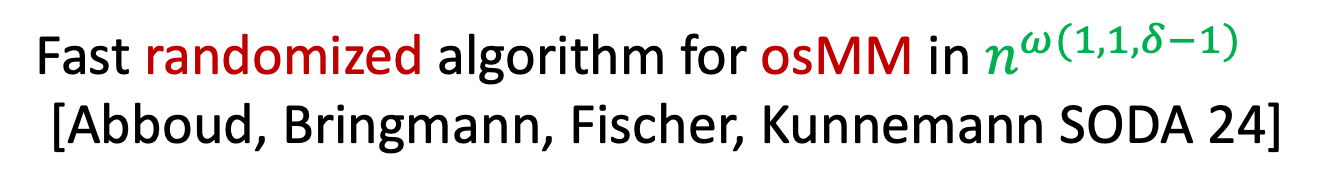 Fast randomized algorithm for osMM in n^ω(1,1,δ−1)
[Abboud, Bringmann, Fischer, Kunnemann SODA 24]